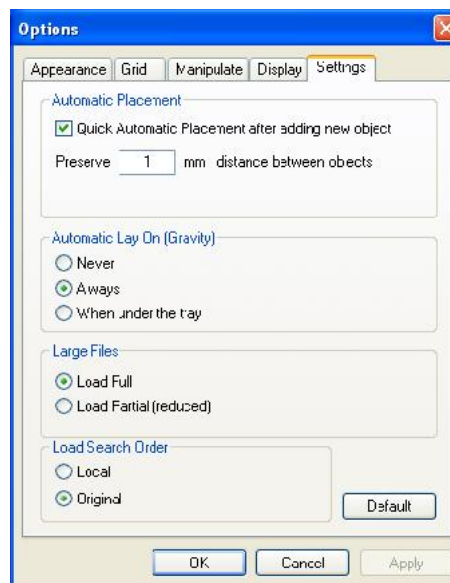 Options
Appearance Grid Manipulate Display Settings
Automatic Placement
Quick Automatic Placement after adding new object
Preserve 1 mm distance between obects
Automatic Lay On (Gravity)
Never
Aways
When under the tray
Large Files
Load Full
Load Partial (reduced)
Load Search Order
Local
Original
Default
OK Cancel Apply